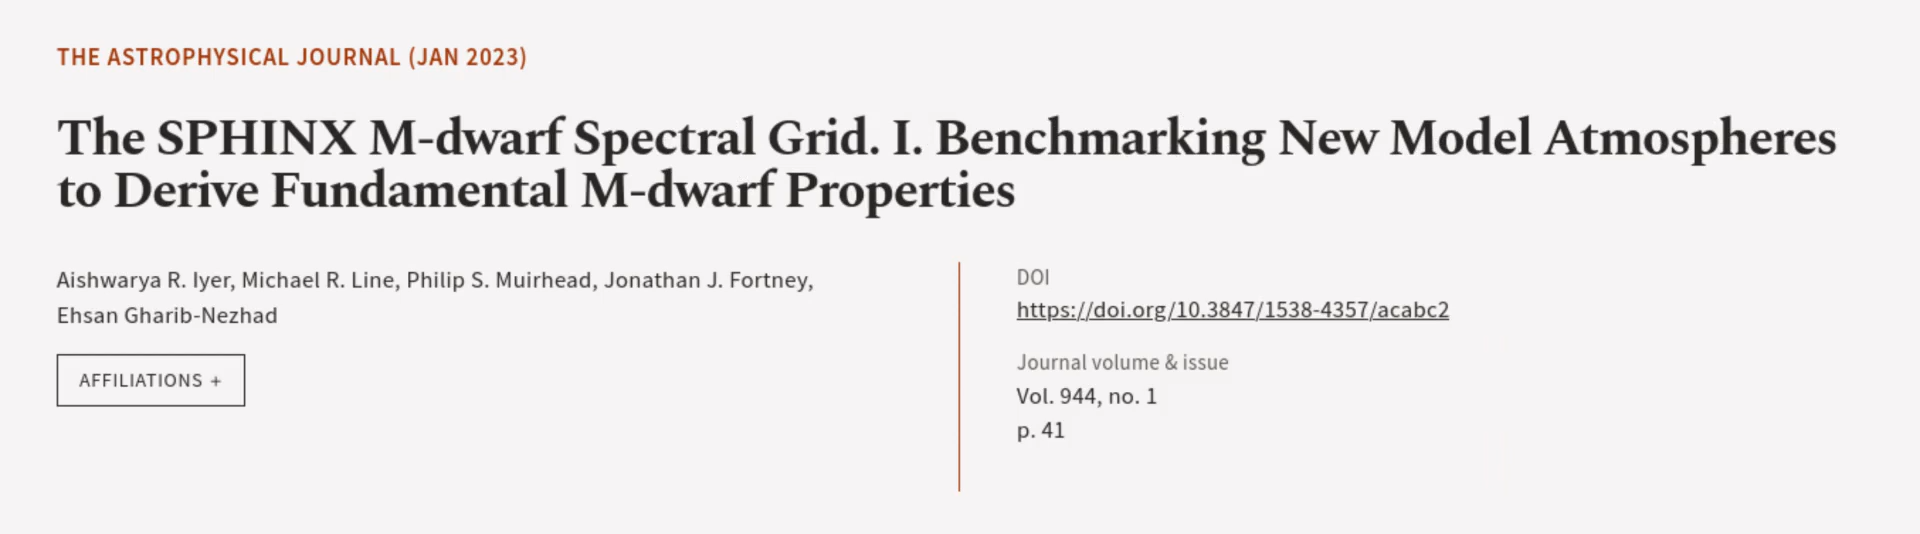 THE ASTROPHYSICAL JOURNAL (JAN 2023)
The SPHINX M-dwarf Spectral Grid. I. Benchmarking New Model Atmospheres
to Derive Fundamental M-dwarf Properties
Aishwarya R. Iyer, Michael R. Line, Philip S. Muirhead, Jonathan J. Fortney,
Ehsan Gharib-Nezhad
AFFILIATIONS +
DOI
https://doi.org/10.3847/1538-4357/acabc2
Journal volume & issue
Vol. 944, no. 1
p. 41